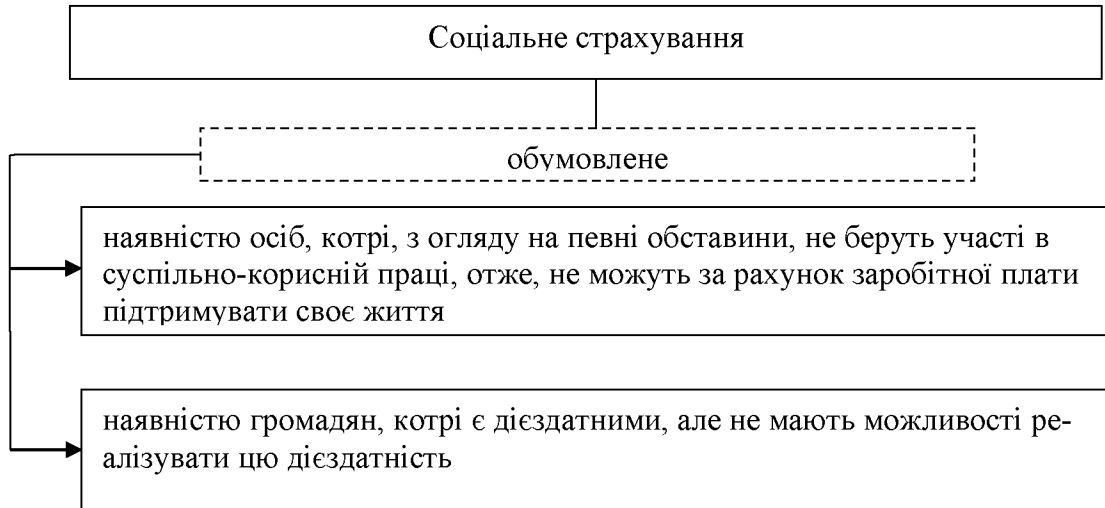 Соціальне страхування
обумовлене
наявністю осіб, котрі, з огляду на певні обставини, не беруть участі в
суспільно-корисній праці, отже, не можуть за рахунок заробітної плати
підтримувати своє життя
наявністю громадян, котрі є дієздатними, але не мають можливості ре-
алізувати цю дієздатність